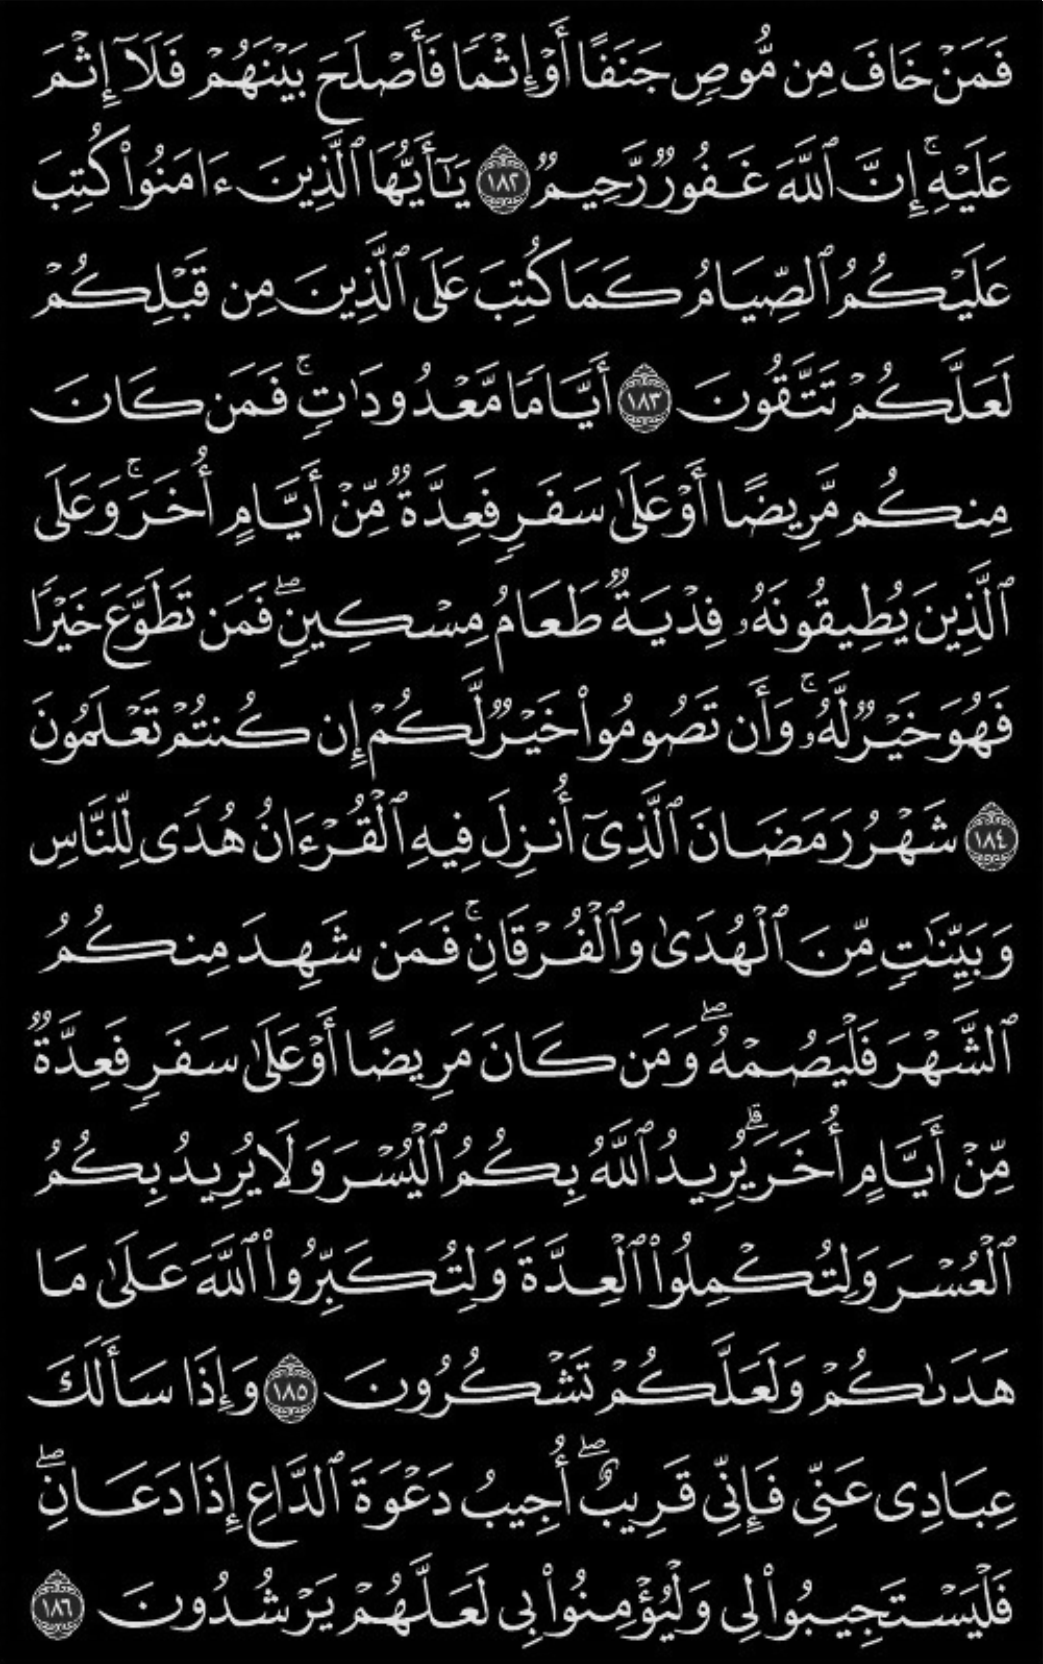 فَمَنْ خَافَ مِن مُّوصٍ جَنَفًا أَوْ إِثْمًا فَأَصْلَحَ بَيْنَهُمْ فَلَآ إِثْمَ
عَلَيْهِ ۚ إِنَّ ٱللَّهَ غَفُورٌ رَّحِيمٌ ١٨٢ يَٰٓأَيُّهَا ٱلَّذِينَ ءَامَنُوا۟ كُتِبَ
عَلَيْكُمُ ٱلصِّيَامُ كَمَا كُتِبَ عَلَى ٱلَّذِينَ مِن قَبْلِكُمْ
لَعَلَّكُمْ تَتَّقُونَ ١٨٣ أَيَّامًا مَّعْدُودَٰتٍ ۚ فَمَن كَانَ
مِنكُم مَّرِيضًا أَوْ عَلَىٰ سَفَرٍ فَعِدَّةٌ مِّنْ أَيَّامٍ أُخَرَ ۚ وَعَلَى
ٱلَّذِينَ يُطِيقُونَهُۥ فِدْيَةٌ طَعَامُ مِسْكِينٍ ۖ فَمَن تَطَوَّعَ خَيْرًا
فَهُوَ خَيْرٌ لَّهُۥ ۚ وَأَن تَصُومُوا۟ خَيْرٌ لَّكُمْ إِن كُنتُمْ تَعْلَمُونَ
١٨٤ شَهْرُ رَمَضَانَ ٱلَّذِىٓ أُنزِلَ فِيهِ ٱلْقُرْءَانُ هُدًى لِّلنَّاسِ
وَبَيِّنَٰتٍ مِّنَ ٱلْهُدَىٰ وَٱلْفُرْقَانِ ۚ فَمَن شَهِدَ مِنكُمُ
ٱلشَّهْرَ فَلْيَصُمْهُ ۖ وَمَن كَانَ مَرِيضًا أَوْ عَلَىٰ سَفَرٍ فَعِدَّةٌ
مِّنْ أَيَّامٍ أُخَرَ ۗ يُرِيدُ ٱللَّهُ بِكُمُ ٱلْيُسْرَ وَلَا يُرِيدُ بِكُمُ
ٱلْعُسْرَ وَلِتُكْمِلُوا۟ ٱلْعِدَّةَ وَلِتُكَبِّرُوا۟ ٱللَّهَ عَلَىٰ مَا
هَدَىٰكُمْ وَلَعَلَّكُمْ تَشْكُرُونَ ١٨٥ وَإِذَا سَأَلَكَ
عِبَادِى عَنِّى فَإِنِّى قَرِيبٌ ۖ أُجِيبُ دَعْوَةَ ٱلدَّاعِ إِذَا دَعَانِ ۖ
فَلْيَسْتَجِيبُوا۟ لِى وَلْيُؤْمِنُوا۟ بِى لَعَلَّهُمْ يَرْشُدُونَ ١٨٦